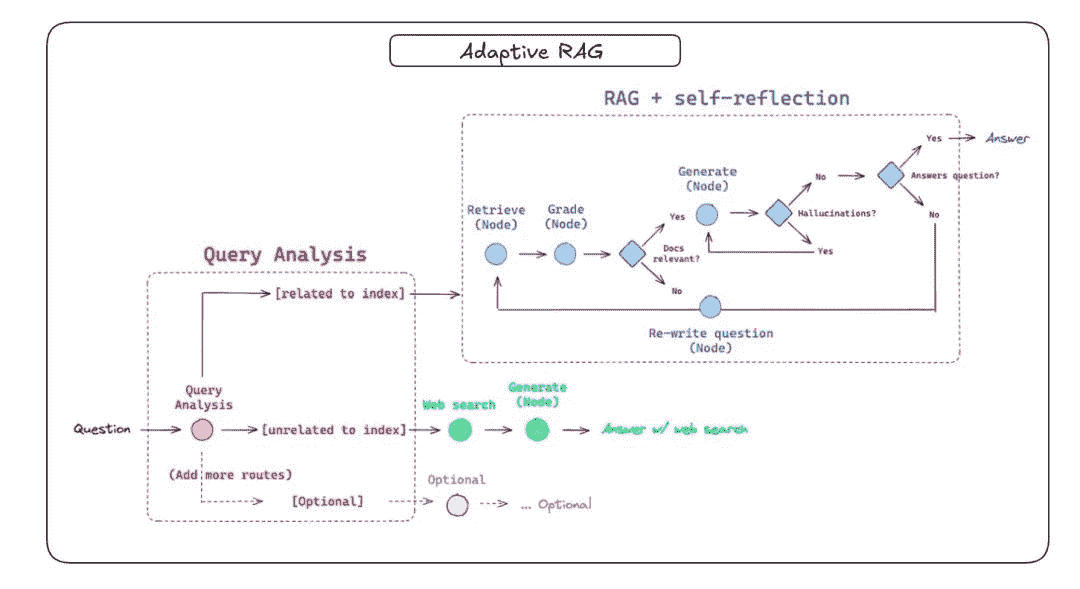 Adaptive RAG
RAG + self-reflection
Yes
Answer
Answers question?
No
Generate
(Node)
No
Hallucinations?
Yes
Retrieve
(Node)
Grade
(Node)
Yes
Docs
relevant?
No
Re-write question
(Node)
Query Analysis
[related to index]
Query
Analysis
Question
[unrelated to index]
Web search
Generate
(Node)
Answer w/ web search
(Add more routes)
[Optional]
Optional
... Optional